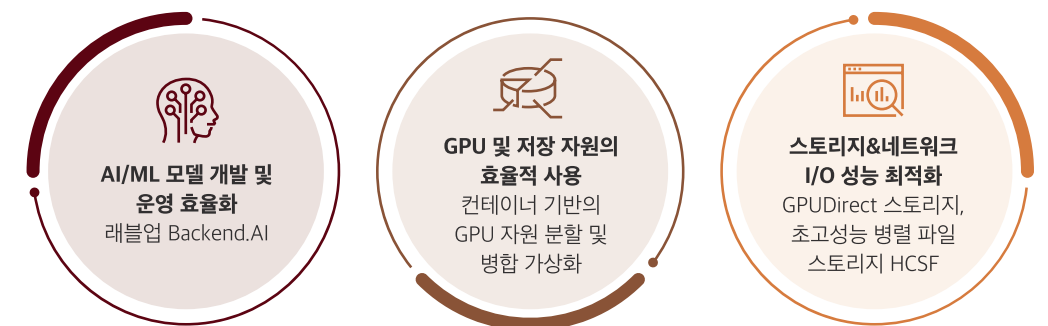 AI/ML 모델 개발 및
운영 효율화
래블업 Backend.AI
GPU 및 저장 자원의
효율적 사용
컨테이너 기반의
GPU 자원 분할 및
병합 가상화
스토리지&네트워크
I/O 성능 최적화
GPUDirect 스토리지,
초고성능 병렬 파일
스토리지 HCSF